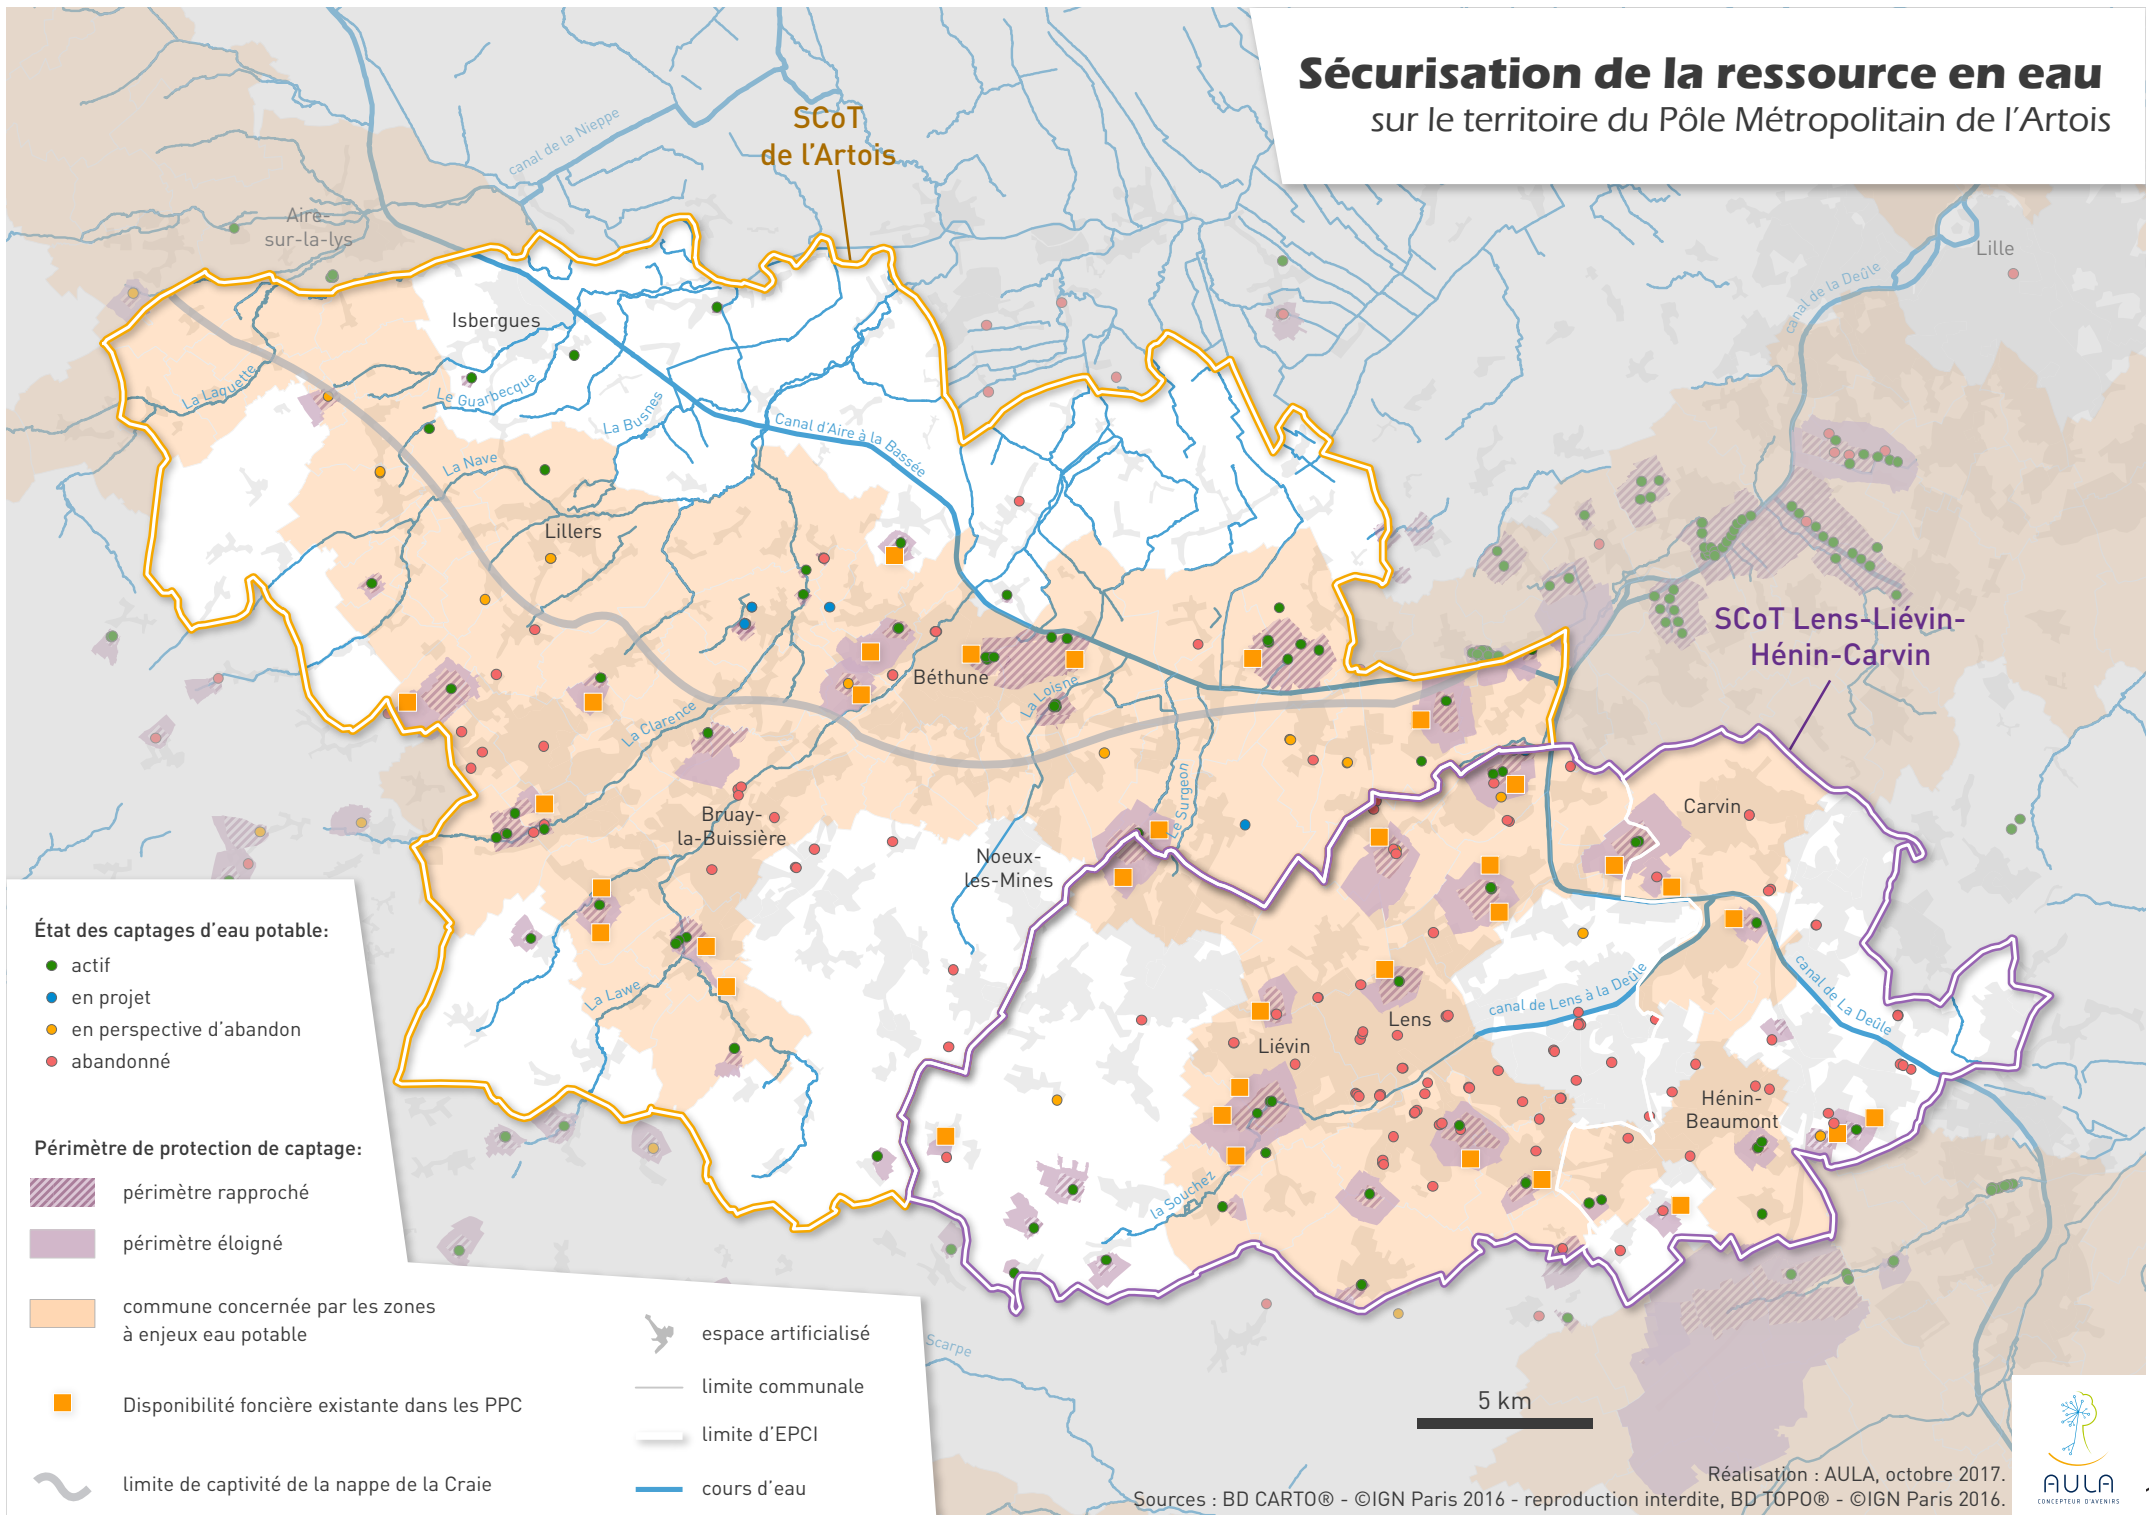 Sécurisation de la ressource en eau
sur le territoire du Pôle Métropolitain de l'Artois
SCoT
de l'Artois
canal de la Nieppe
Aire-
sur-la-lys
Lille
canal de la Deûle
Isbergues
La Laquette
Le Guarbecque
La Busnes
Canal d'Aire à la Bassée
La Nave
Lillers
SCoT Lens-Liévin-
Hénin-Carvin
Béthune
La Loisne
La Clarence
Le Surgeon
Bruay-
la-Buissière
Carvin
Noeux-
les-Mines
La Lawe
canal de Lens à la Deûle
canal de La Deûle
Lens
Liévin
Hénin-
Beaumont
la Souchez
Scarpe
État des captages d'eau potable:
actif
en projet
en perspective d'abandon
abandonné
Périmètre de protection de captage:
périmètre rapproché
périmètre éloigné
commune concernée par les zones
à enjeux eau potable
Disponibilité foncière existante dans les PPC
limite de captivité de la nappe de la Craie
espace artificialisé
limite communale
limite d'EPCI
cours d'eau
5 km
Réalisation : AULA, octobre 2017.
Sources : BD CARTO® - ©IGN Paris 2016 - reproduction interdite, BD TOPO® - ©IGN Paris 2016.
AULA
CONCEPTEUR D'AVENIRS